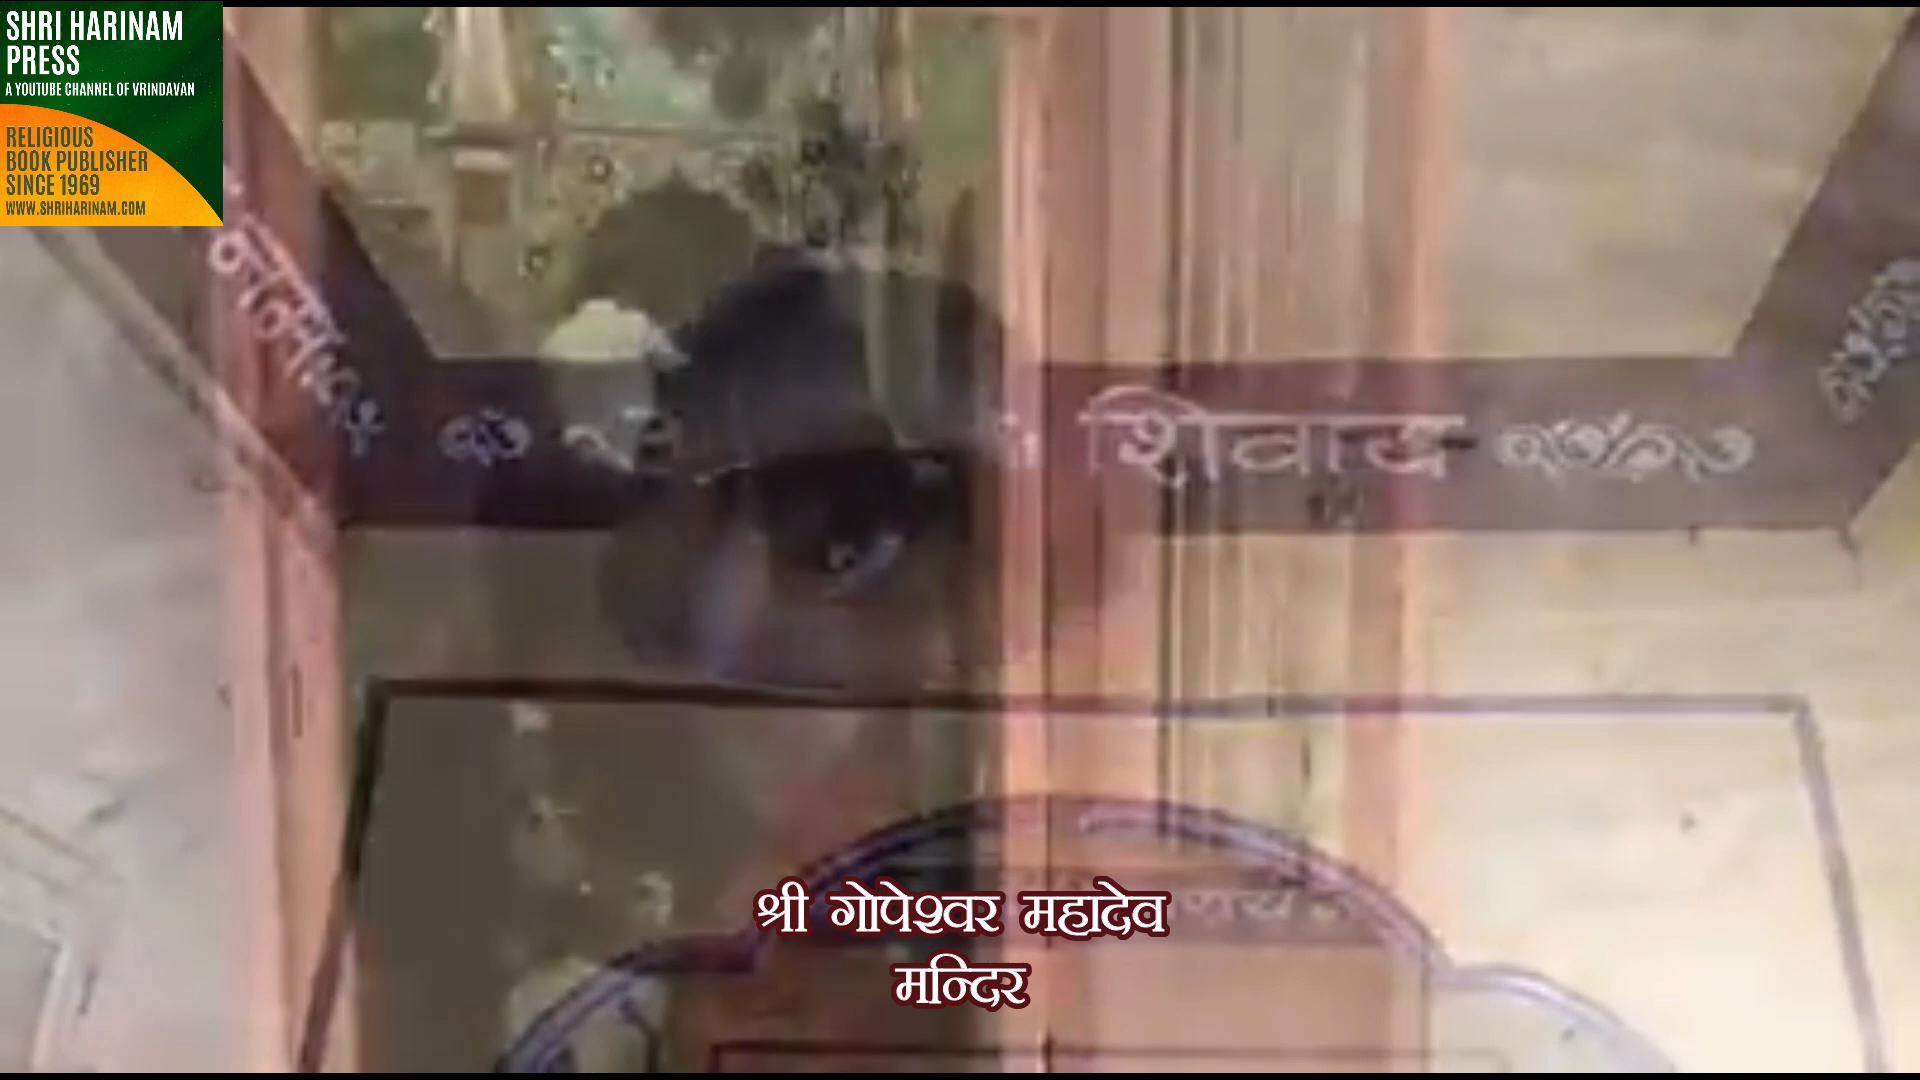 SHRI HARINAM
PRESS
A YOUTUBE CHANNEL OF VRINDAVAN
RELIGIOUS
BOOK PUBLISHER
SINCE 1969
WWW.SHRIHARINAM.COM
शिवाय
श्री गोपेश्वर महादेव
मन्दिर